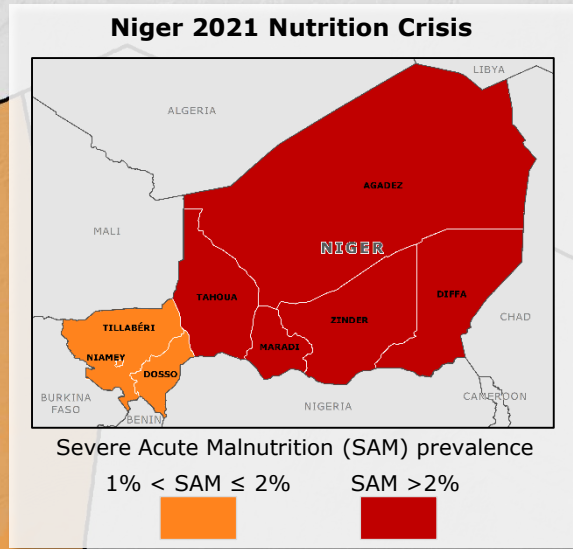 Niger 2021 Nutrition Crisis
LIBYA
ALGERIA
AGADEZ
MALI
NIGER
TAHOUA
DIFFA
ZINDER
CHAD
TILLABÉRI
MARADI
NIAMEY
DOSSO
BURKINA
FASO
NIGERIA
CAMEROON
BENIN
Severe Acute Malnutrition (SAM) prevalence
1% < SAM ≤ 2% SAM >2%